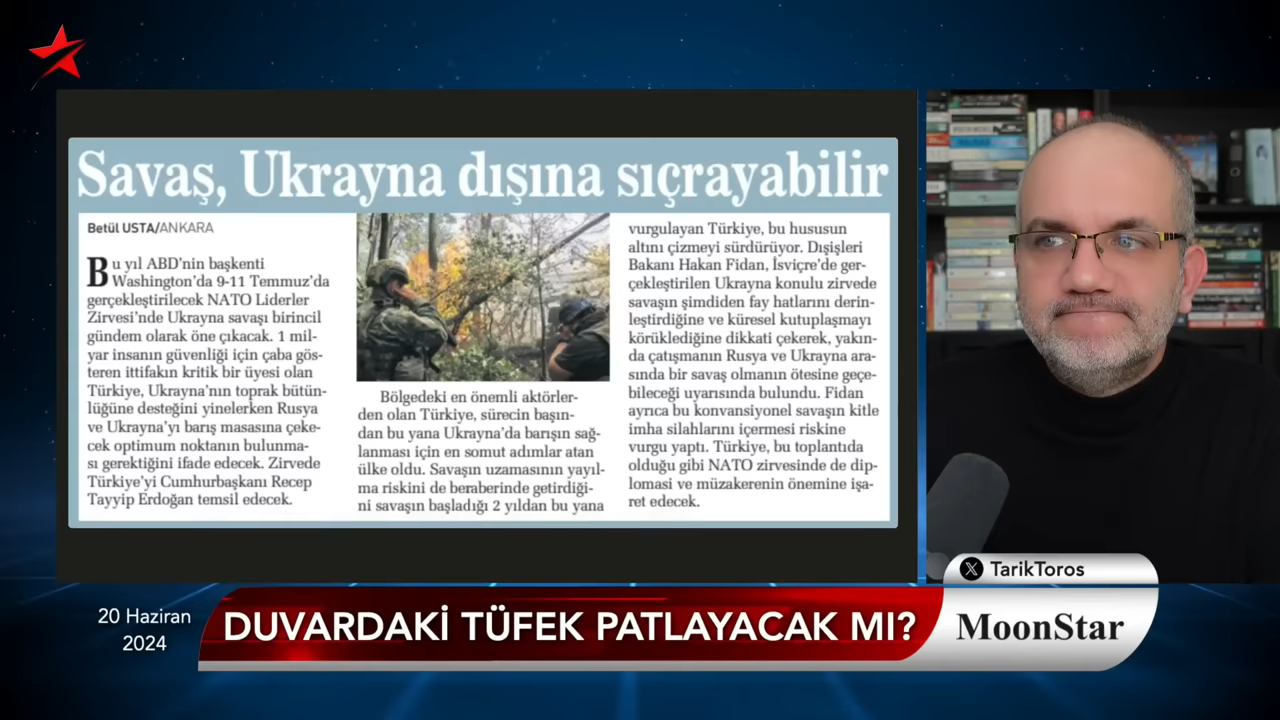 Savaş, Ukrayna dışına sıçrayabilir
Betül USTA/ANKARA
Bu yıl ABD'nin başkenti
Washington'da 9-11 Temmuz'da
gerçekleştirilecek NATO Liderler
Zirvesi'nde Ukrayna savaşı birincil
gündem olarak öne çıkacak. 1 mil-
yar insanın güvenliği için çaba gös-
teren ittifakın kritik bir üyesi olan
Türkiye, Ukrayna'nın toprak bütün-
lüğüne desteğini yinelerken Rusya
ve Ukrayna'yı barış masasına çeke-
cek optimum noktanın bulunma-
sı gerektiğini ifade edecek. Zirvede
Türkiye'yi Cumhurbaşkanı Recep
Tayyip Erdoğan temsil edecek.
Bölgedeki en önemli aktörler-
den olan Türkiye, sürecin başın-
dan bu yana Ukrayna'da barışın sağ-
lanması için en somut adımlar atan
ülke oldu. Savaşın uzamasının yayıl-
ma riskini de beraberinde getirdiği-
ni savaşın başladığı 2 yıldan bu yana
vurgulayan Türkiye, bu hususun
altını çizmeyi sürdürüyor. Dışişleri
Bakanı Hakan Fidan, İsviçre'de ger-
çekleştirilen Ukrayna konulu zirvede
savaşın şimdiden fay hatlarını derin-
leştirdiğine ve küresel kutuplaşmayı
körüklediğine dikkati çekerek, yakın-
da çatışmanın Rusya ve Ukrayna ara-
sında bir savaş olmanın ötesine geçe-
bileceği uyarısında bulundu. Fidan
ayrıca bu konvansiyonel savaşın kitle
imha silahlarını içermesi riskine
vurgu yaptı. Türkiye, bu toplantıda
olduğu gibi NATO zirvesinde de dip-
lomasi ve müzakerenin önemine işa-
ret edecek.
TarikToros
20 Haziran
2024
DUVARDAKİ TÜFEK PATLAYACAK MI?
MoonStar